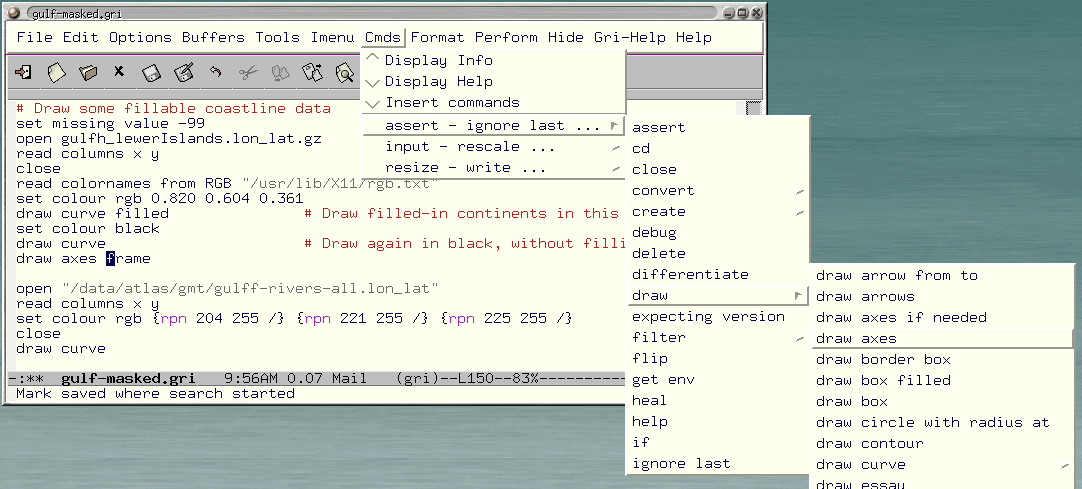 gulf-masked.gri
File Edit Options Buffers Tools Imenu Cmds Format Perform Hide Gri-Help Help
# Draw some fillable coastline data
set missing value -99
open gulfh_lewerIslands.lon_lat.gz
read columns x y
close
read colornames from RGB "/usr/lib/X11/rgb.txt"
set colour rgb 0.820 0.604 0.361
draw curve filled # Draw filled-in continents in this
set colour black
draw curve # Draw again in black, without filli
draw axes frame
open "/data/atlas/gmt/gulff-rivers-all.lon_lat"
read columns x y
set colour rgb {rpn 204 255 /} {rpn 221 255 /} {rpn 225 255 /}
close
draw curve
-:** gulf-masked.gri 9:56AM 0.07 Mail (gri)--L150--83%------------
Mark saved where search started
Display Info
Display Help
Insert commands
assert - ignore last ...
input - rescale ...
resize - write ...
assert
cd
close
convert
create
debug
delete
differentiate
draw
expecting version
filter
flip
get env
heal
help
if
ignore last
draw arrow from to
draw arrows
draw axes if needed
draw axes
draw border box
draw box filled
draw box
draw circle with radius at
draw contour
draw curve
draw essay